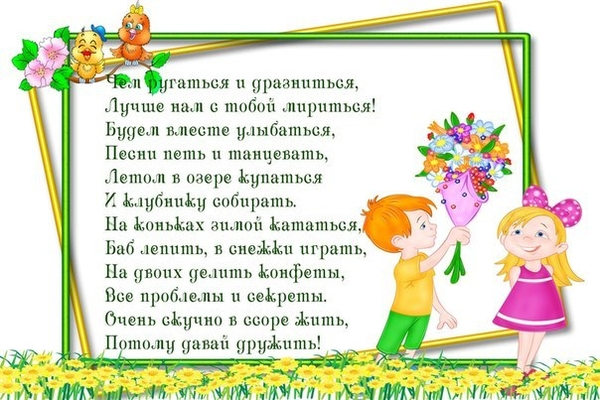 Чем ругаться и дразниться,
Лучше нам с тобой мириться!
Будем вместе улыбаться,
Песни петь и танцевать,
Летом в озере купаться
И клубнику собирать.
На коньках зимой кататься,
Баб лепить, в снежки играть,
На двоих делить конфеты,
Все проблемы и секреты.
Очень скучно в ссоре жить,
Потому давай дружить!